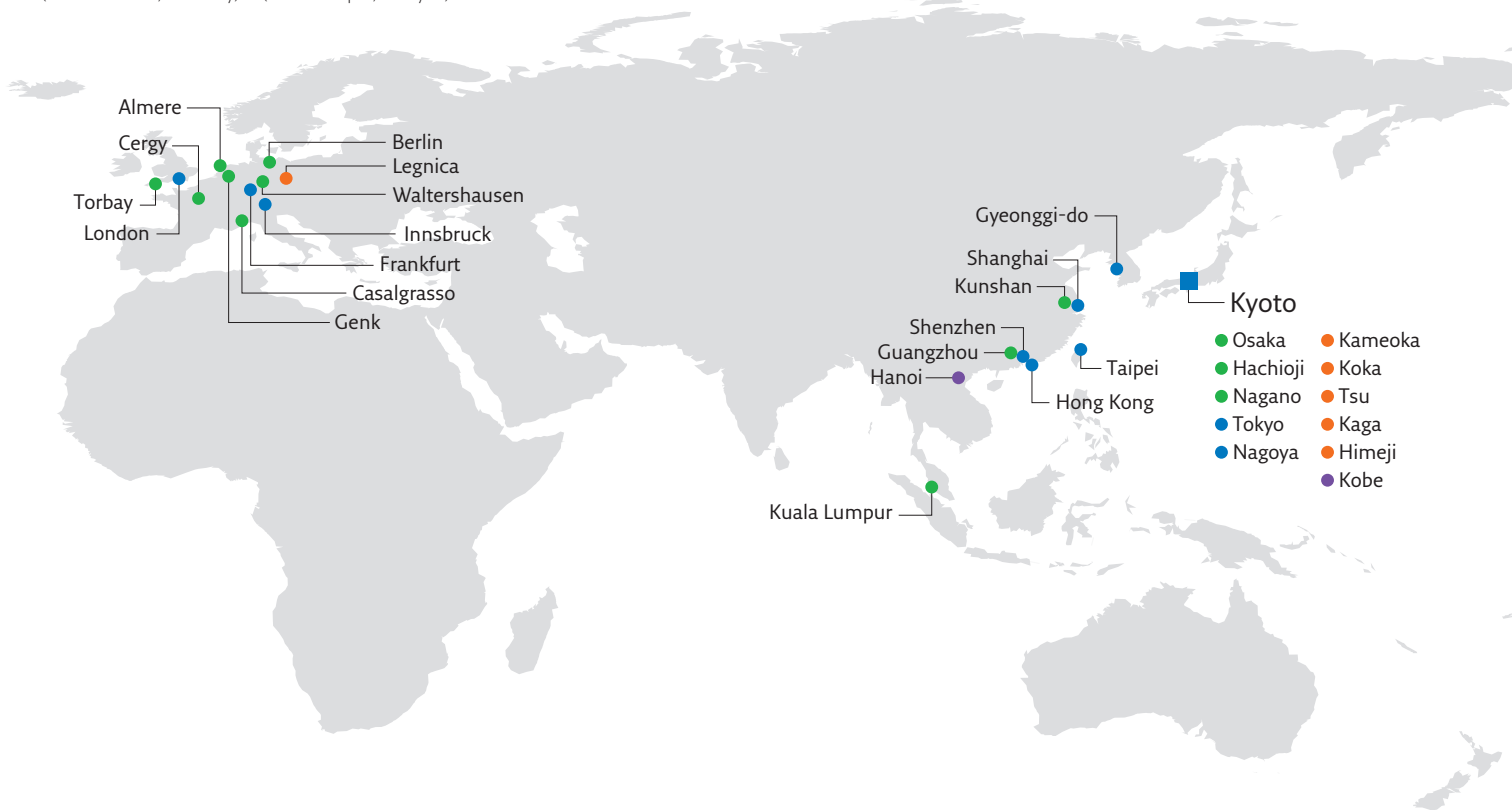 Almere
Cergy
Torbay
London
Berlin
Legnica
Waltershausen
Innsbruck
Frankfurt
Casalgrasso
Genk
Gyeonggi-do
Shanghai
Kunshan
Shenzhen
Guangzhou
Hanoi
Taipei
Hong Kong
Kuala Lumpur
Kyoto
Osaka
Hachioji
Nagano
Tokyo
Nagoya
Kameoka
Koka
Tsu
Kaga
Himeji
Kobe